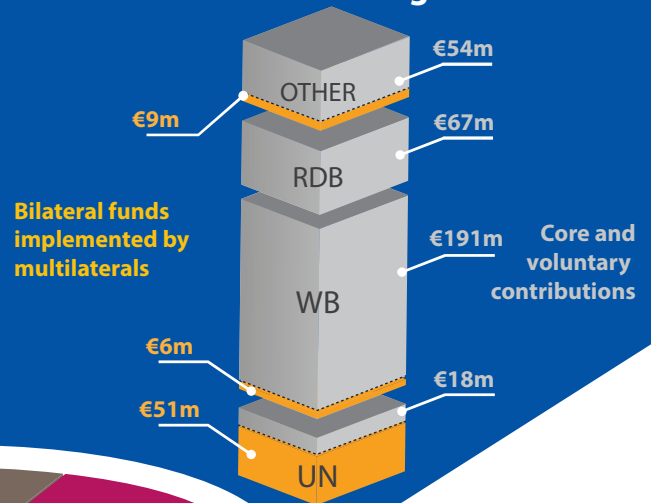 €54m
OTHER
€9m
€67m
RDB
Bilateral funds
implemented by
multilaterals
€191m
Core and
voluntary
contributions
WB
€6m
€18m
€51m
UN